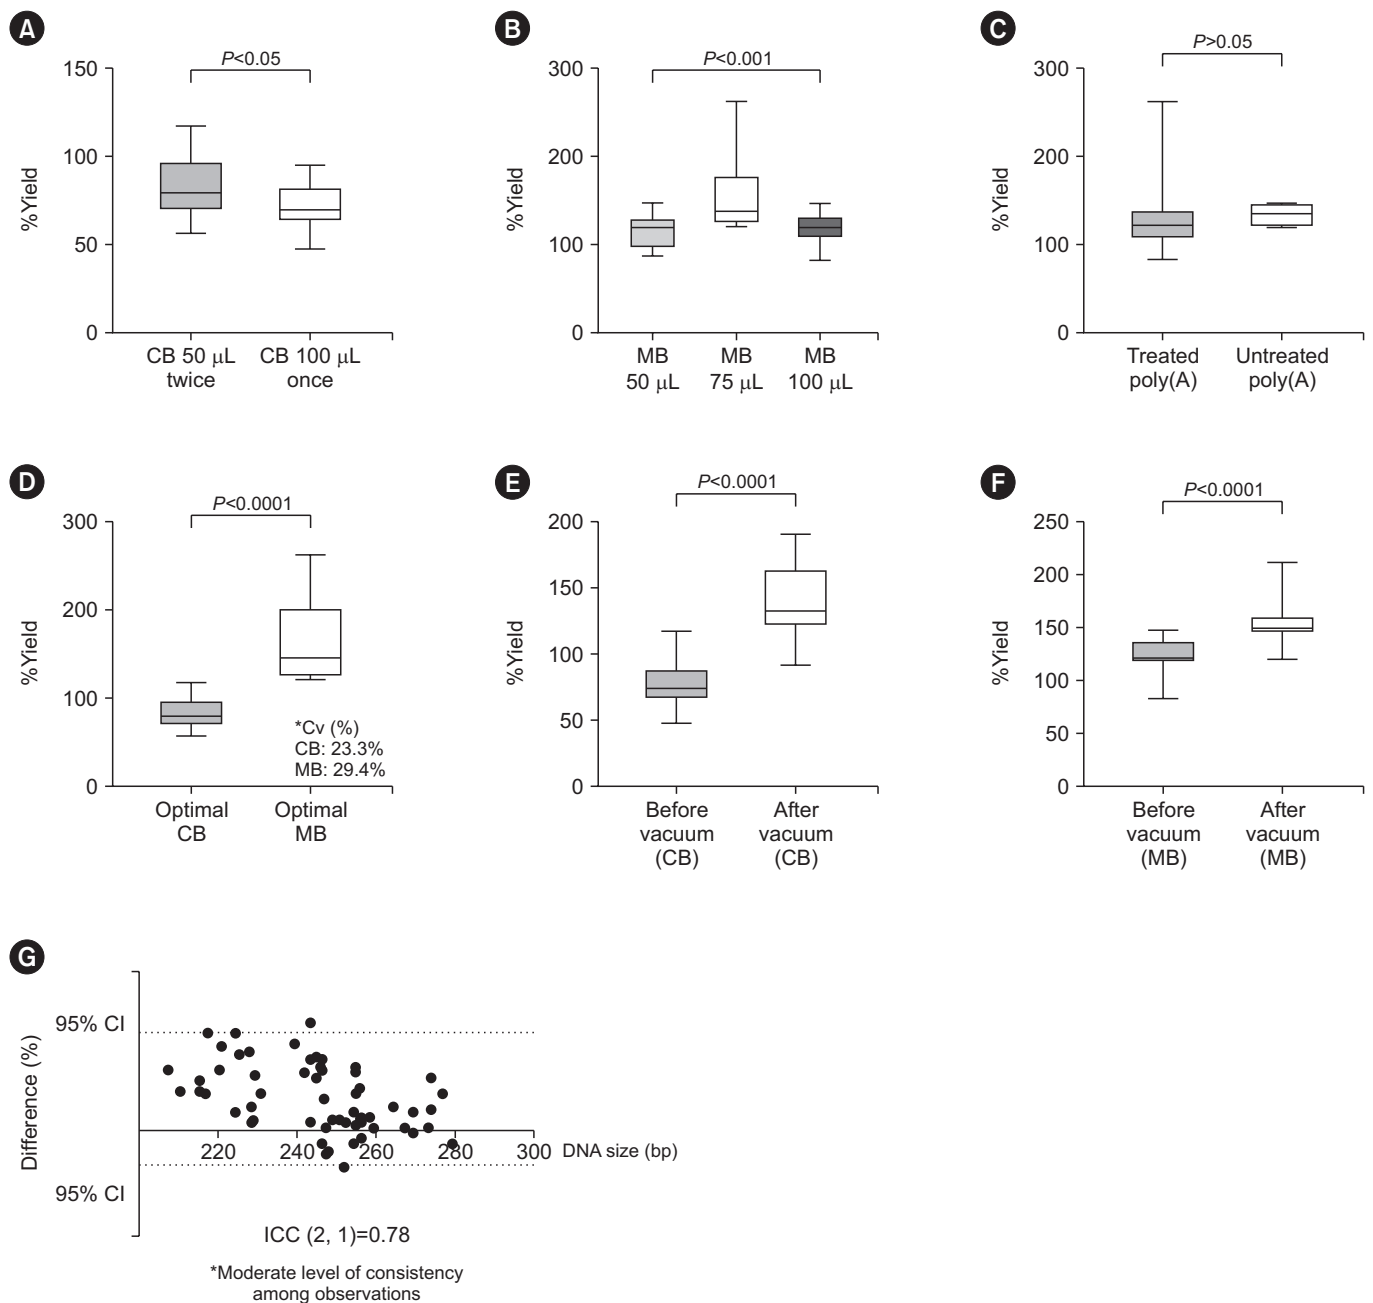 A
P<0.05
%Yield
150
100
50
0
CB 50 μL CB 100 μL
twice once
B
P<0.001
%Yield
300
200
100
0
MB MB MB
50 μL 75 μL 100 μL
C
P>0.05
%Yield
300
200
100
0
Treated Untreated
poly(A) poly(A)
D
P<0.0001
%Yield
300
200
100
0
*Cv (%)
CB: 23.3%
MB: 29.4%
Optimal Optimal
CB MB
E
P<0.0001
%Yield
200
150
100
50
0
Before After
vacuum vacuum
(CB) (CB)
F
P<0.0001
%Yield
250
200
150
100
50
0
Before After
vacuum vacuum
(MB) (MB)
G
Difference (%)
95% CI
220 240 260 280 300 DNA size (bp)
95% CI
ICC (2, 1)=0.78
*Moderate level of consistency
among observations